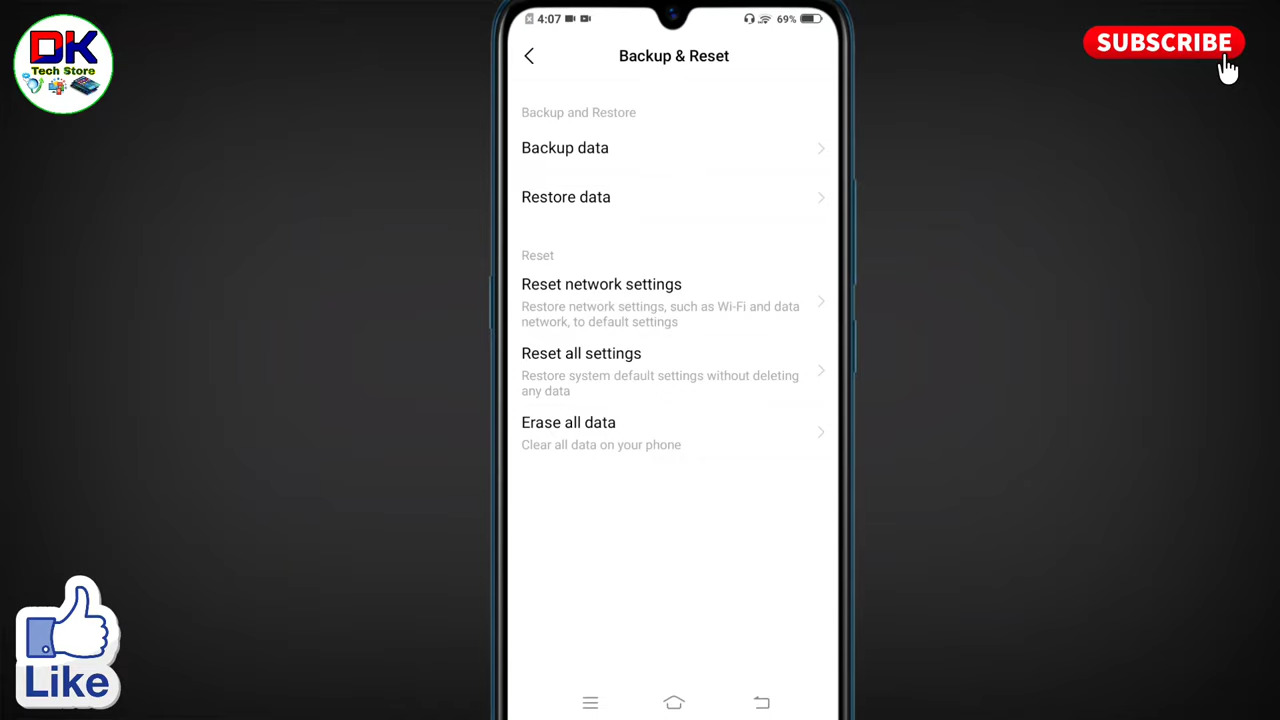 DK
Tech Store
SUBSCRIBE
4:07
69%
Backup & Reset
Backup and Restore
Backup data
Restore data
Reset
Reset network settings
Restore network settings, such as Wi-Fi and data
network, to default settings
Reset all settings
Restore system default settings without deleting
any data
Erase all data
Clear all data on your phone
Like